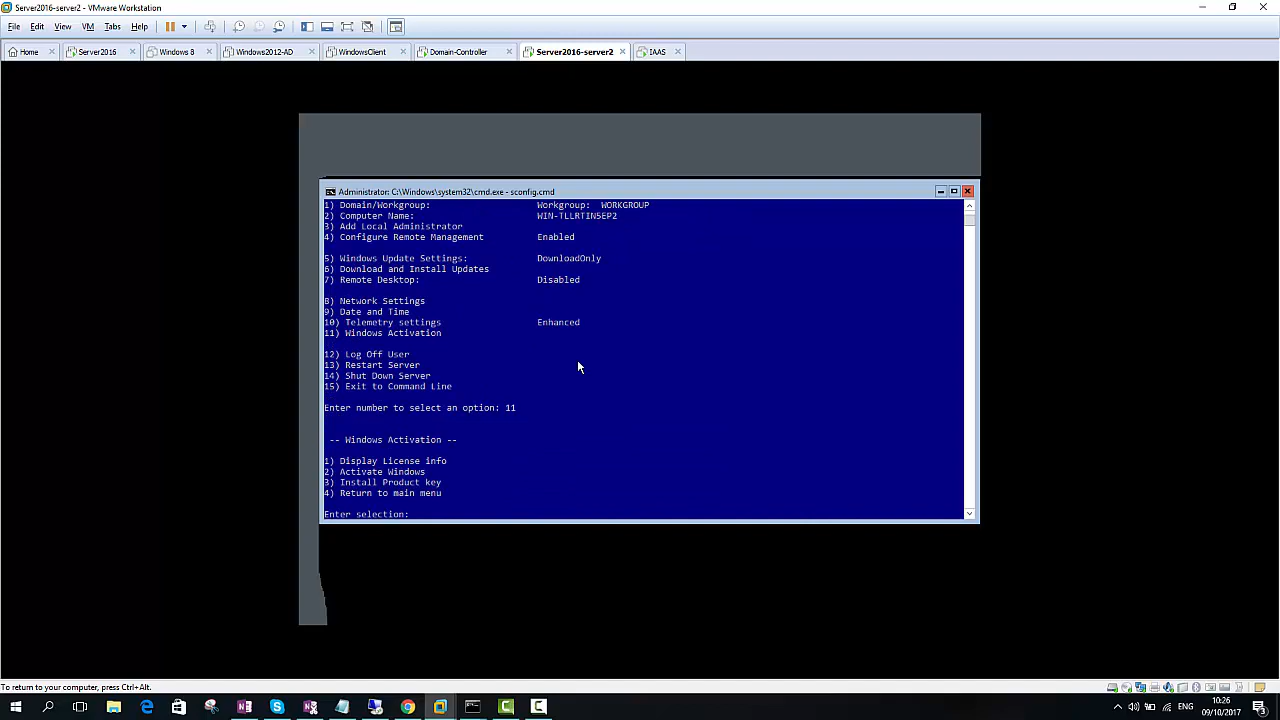 Server2016-server2 - VMware Workstation
File Edit View VM Tabs Help
Home Server2016 Windows 8 Windows2012-AD WindowsClient Domain-Controller Server2016-server2 IAAS
Administrator: C:\Windows\system32\cmd.exe - sconfig.cmd
1) Domain/Workgroup: Workgroup: WORKGROUP
2) Computer Name: WIN-TLLRTIN5EP2
3) Add Local Administrator
4) Configure Remote Management Enabled
5) Windows Update Settings: DownloadOnly
6) Download and Install Updates
7) Remote Desktop: Disabled
8) Network Settings
9) Date and Time
10) Telemetry settings Enhanced
11) Windows Activation
12) Log Off User
13) Restart Server
14) Shut Down Server
15) Exit to Command Line
Enter number to select an option: 11
-- Windows Activation --
1) Display License info
2) Activate Windows
3) Install Product key
4) Return to main menu
Enter selection:
To return to your computer, press Ctrl+Alt.
ENG
10:26
09/10/2017